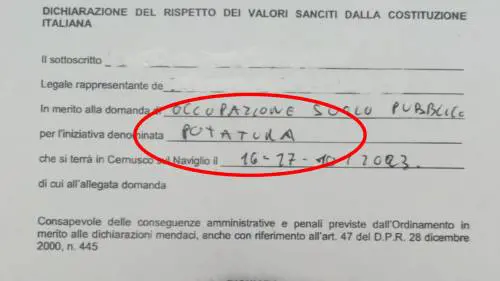 DICHIARAZIONE DEL RISPETTO DEI VALORI SANCITI DALLA COSTITUZIONE
ITALIANA
Il sottoscritto
Legale rappresentante de
In merito alla domanda di OCCUPAZIONE SUOLO PUBBLICO
per l'iniziativa denominata POTATURA
che si terrà in Cernusco sul Naviglio il 16-27-10/2023
di cui all'allegata domanda
Consapevole delle conseguenze amministrative e penali previste dall'Ordinamento in
merito alle dichiarazioni mendaci, anche con riferimento all'art. 47 del D.P.R. 28 dicembre
2000, n. 445